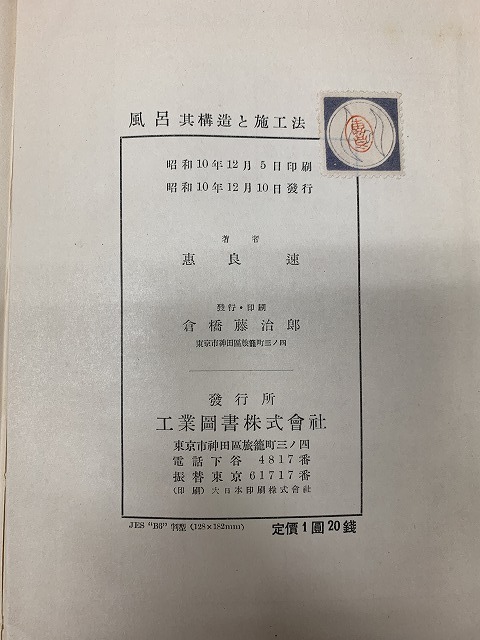 風呂 其構造と施工法
昭和10年12月5日印刷
昭和10年12月10日發行
著者
惠良速
發行・印刷
倉橋藤治郎
東京市神田區旅籠町三ノ四
發行所
工業圖書株式會社
東京市神田區旅籠町三ノ四
電話下谷 4817番
振替東京 61717番
(印刷) 大日本印刷株式會社
JES "B6" 判型 (128×182mm) 定價1圓20錢